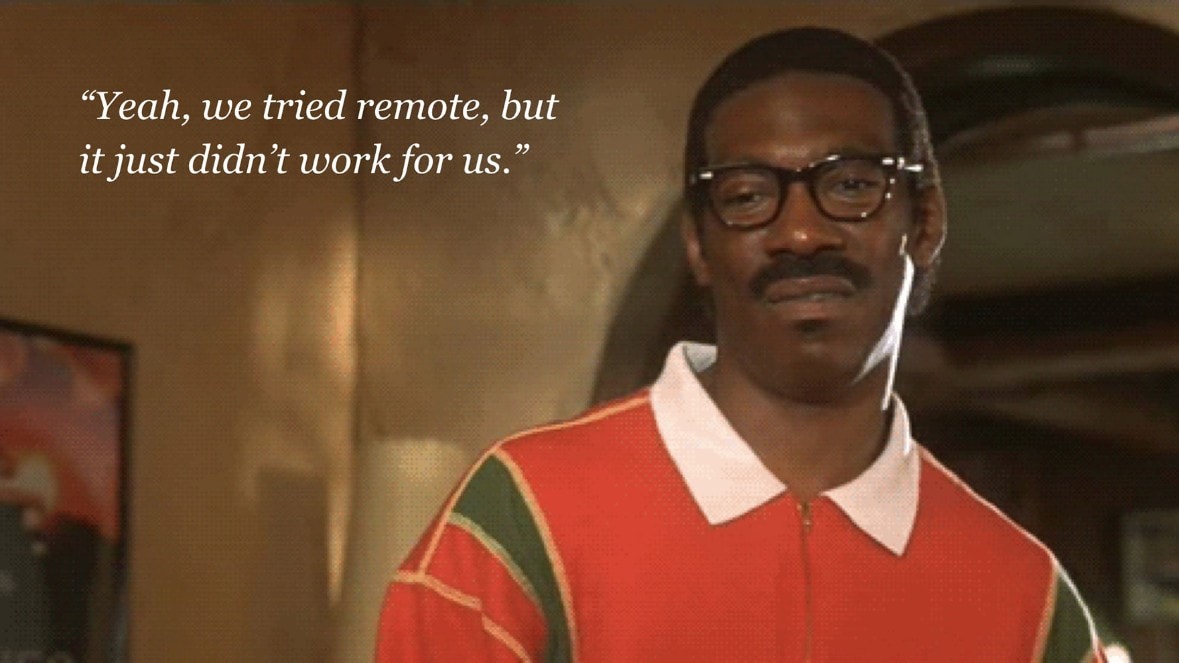 “Yeah, we tried remote, but
it just didn’t work for us.”